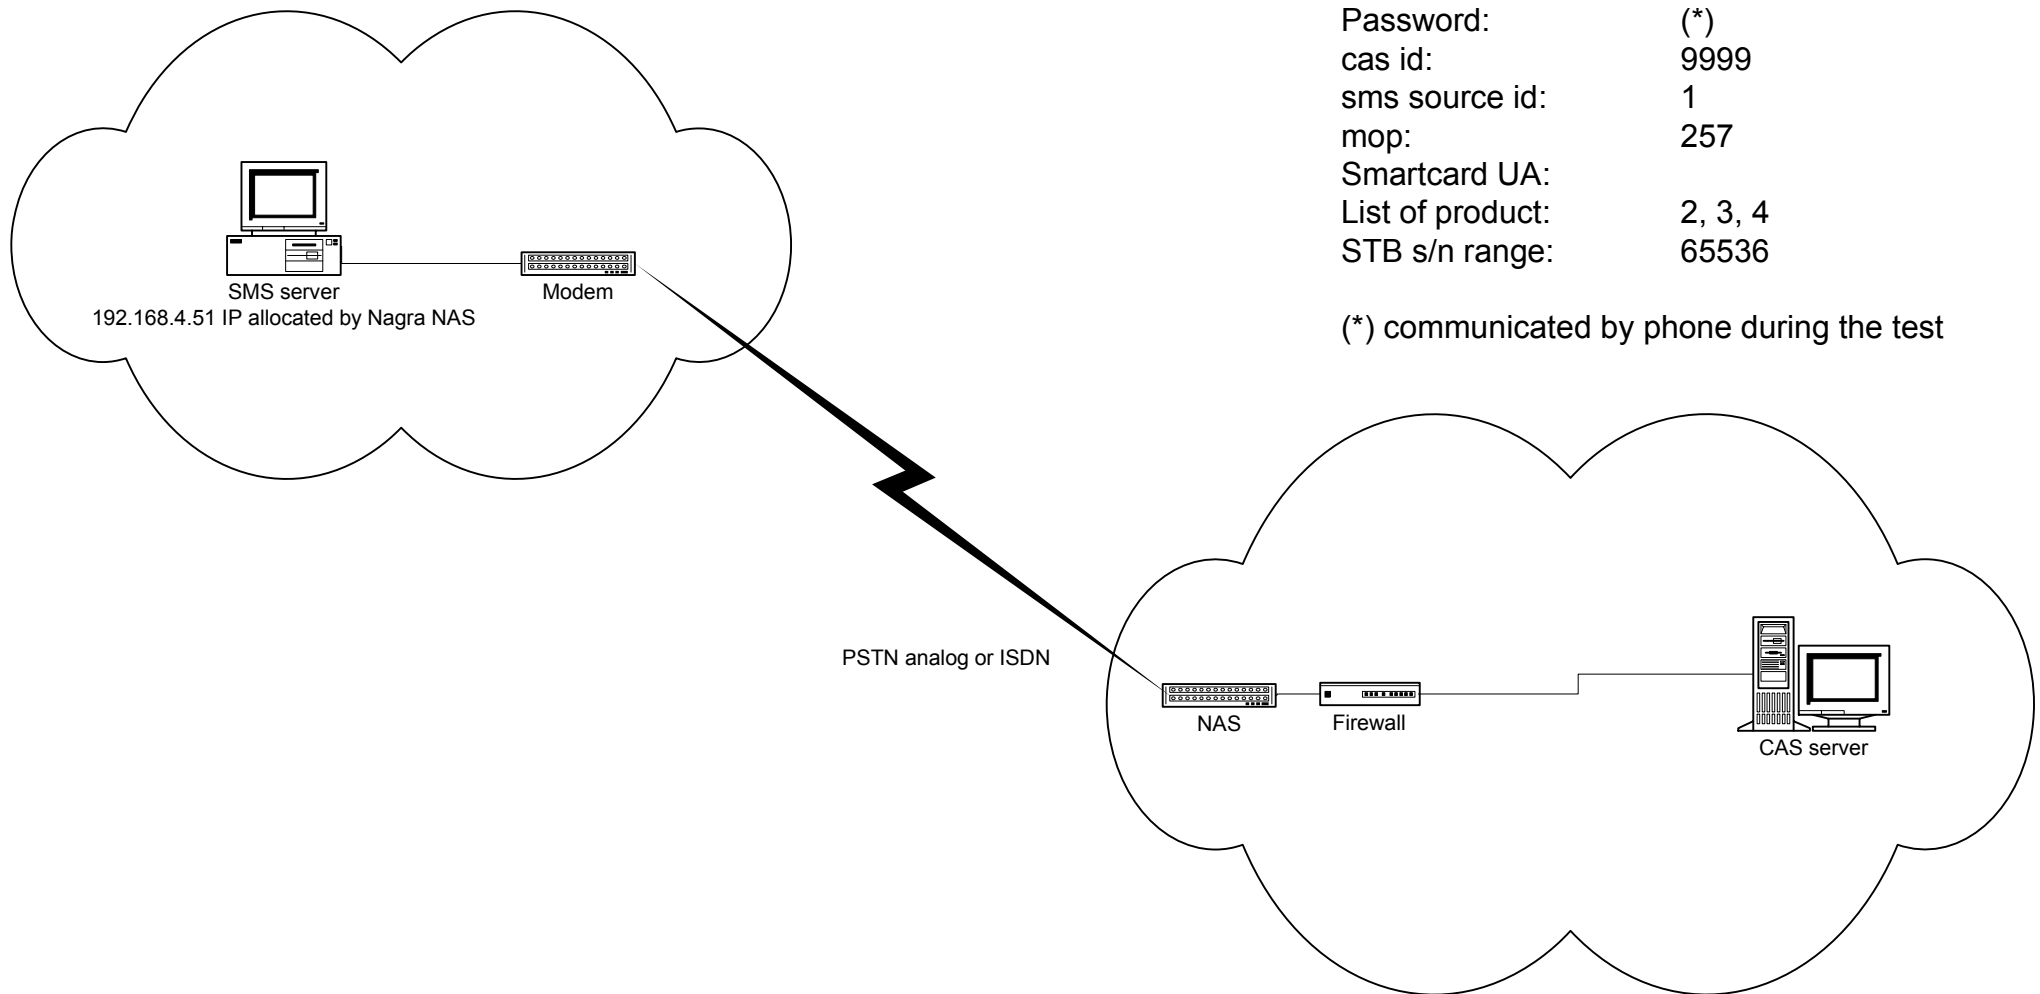 Password: (*)
cas id: 9999
sms source id: 1
mop: 257
Smartcard UA:
List of product: 2, 3, 4
STB s/n range: 65536
(*) communicated by phone during the test
SMS server
192.168.4.51 IP allocated by Nagra NAS
Modem
PSTN analog or ISDN
NAS
Firewall
CAS server